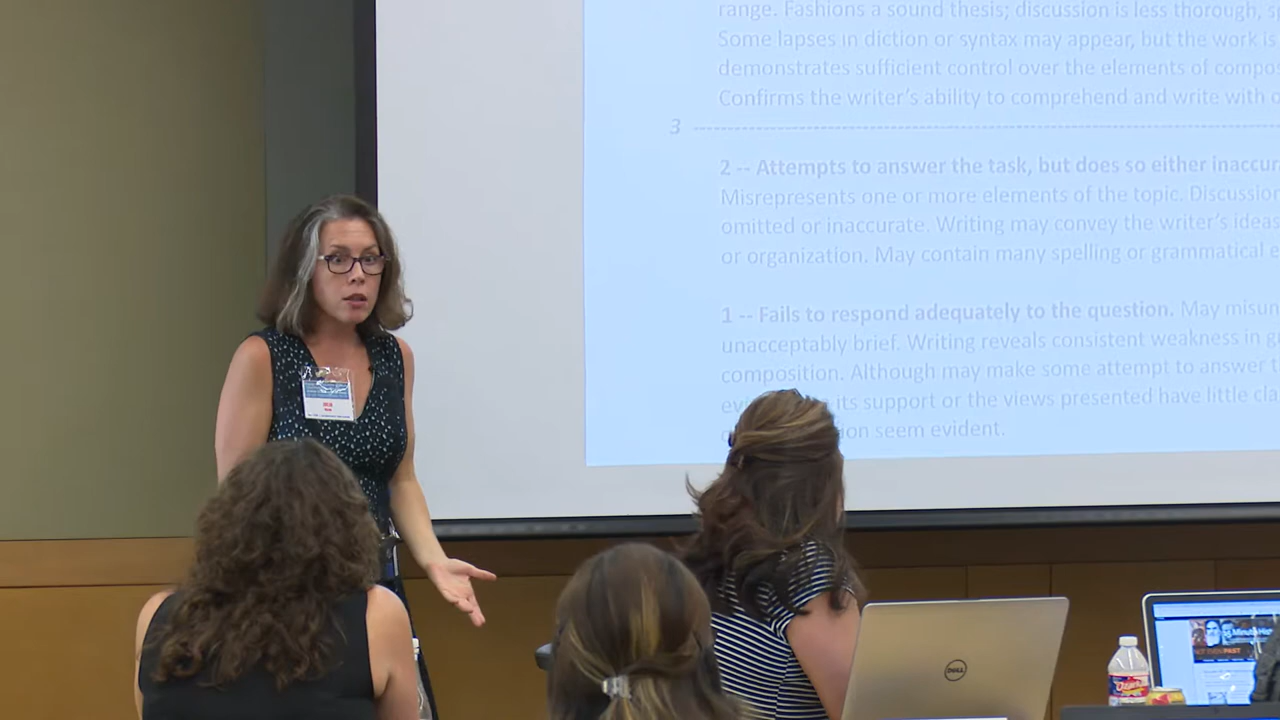 range. Fashions a sound thesis; discussion is less thorough,
Some lapses in diction or syntax may appear, but the work is
demonstrates sufficient control over the elements of
Confirms the writer's ability to comprehend and write with
3
2 -- Attempts to answer the task, but does so either
Misrepresents one or more elements of the topic. Discussion
omitted or inaccurate. Writing may convey the writer's ideas
or organization. May contain many spelling or grammatical
1 -- Fails to respond adequately to the question. May
unacceptably brief. Writing reveals consistent weakness in
composition. Although may make some attempt to answer
its support or the views presented have little
seem evident.
DELL
15 Minute
PAST
Ozarka